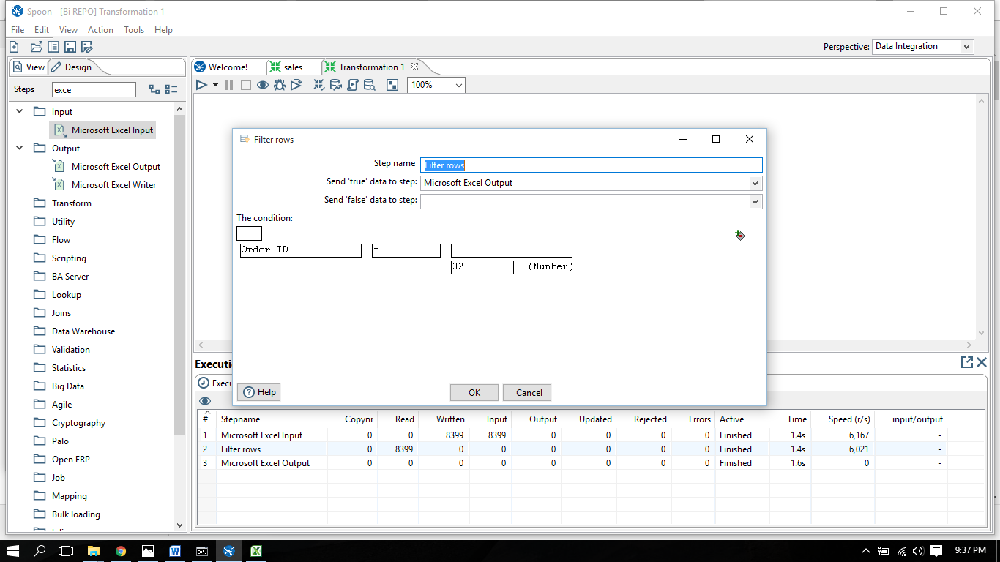 Spoon - [Bi REPO] Transformation 1
File Edit View Action Tools Help
Perspective: Data Integration
View Design
Welcome! sales Transformation 1
Steps exce
100%
Input
Microsoft Excel Input
Output
Microsoft Excel Output
Microsoft Excel Writer
Transform
Utility
Flow
Scripting
BA Server
Lookup
Joins
Data Warehouse
Validation
Statistics
Big Data
Agile
Cryptography
Palo
Open ERP
Job
Mapping
Bulk loading
Filter rows
Step name Filter rows
Send 'true' data to step: Microsoft Excel Output
Send 'false' data to step:
The condition:
Order ID =
32 (Number)
Help OK Cancel
Executi
Execu
# Stepname Copynr Read Written Input Output Updated Rejected Errors Active Time Speed (r/s) input/output
1 Microsoft Excel Input 0 0 8399 8399 0 0 0 0 Finished 1.4s 6,167 -
2 Filter rows 0 8399 0 0 0 0 0 0 Finished 1.4s 6,021 -
3 Microsoft Excel Output 0 0 0 0 0 0 0 0 Finished 1.6s 0 -
9:37 PM